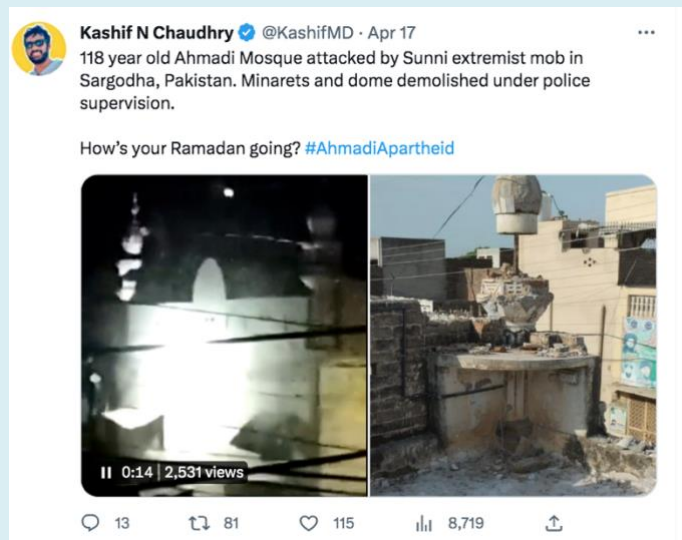 Kashif N Chaudhry @KashifMD · Apr 17
118 year old Ahmadi Mosque attacked by Sunni extremist mob in
Sargodha, Pakistan. Minarets and dome demolished under police
supervision.
How's your Ramadan going? #AhmadiApartheid
0:14 | 2,531 views
13 81 115 8,719